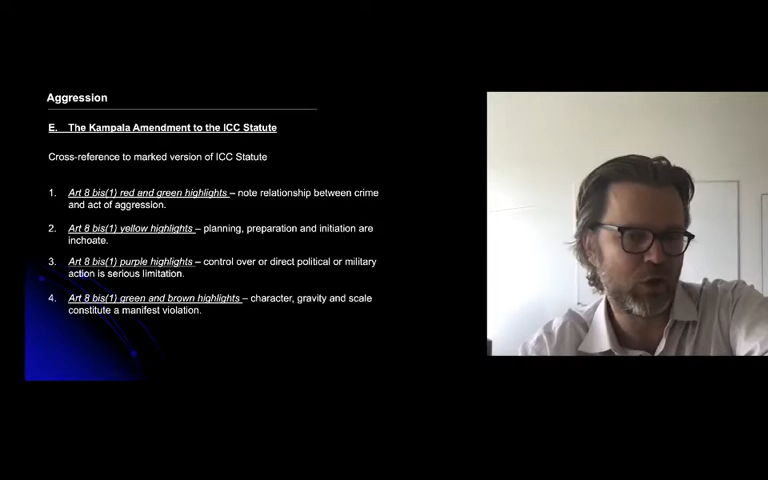 Aggression
E. The Kampala Amendment to the ICC Statute
Cross-reference to marked version of ICC Statute
1. Art 8 bis(1) red and green highlights – note relationship between crime
and act of aggression.
2. Art 8 bis(1) yellow highlights – planning, preparation and initiation are
inchoate.
3. Art 8 bis(1) purple highlights – control over or direct political or military
action is serious limitation.
4. Art 8 bis(1) green and brown highlights – character, gravity and scale
constitute a manifest violation.